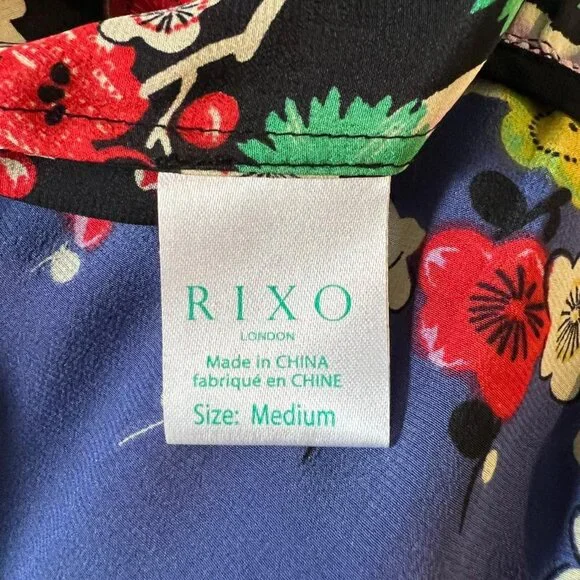 RIXO
LONDON
Made in CHINA
fabriqué en CHINE
Size: Medium